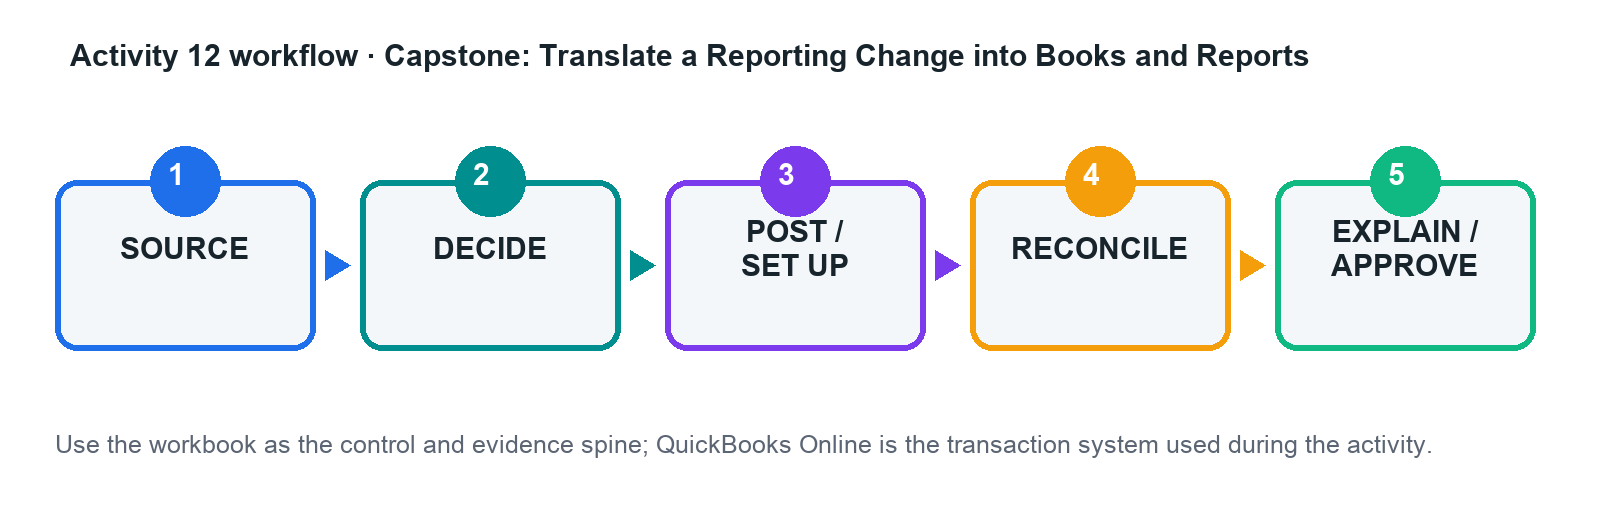 Activity 12 workflow · Capstone: Translate a Reporting Change into Books and Reports
1
SOURCE
2
DECIDE
3
POST /
SET UP
4
RECONCILE
5
EXPLAIN /
APPROVE
Use the workbook as the control and evidence spine; QuickBooks Online is the transaction system used during the activity.